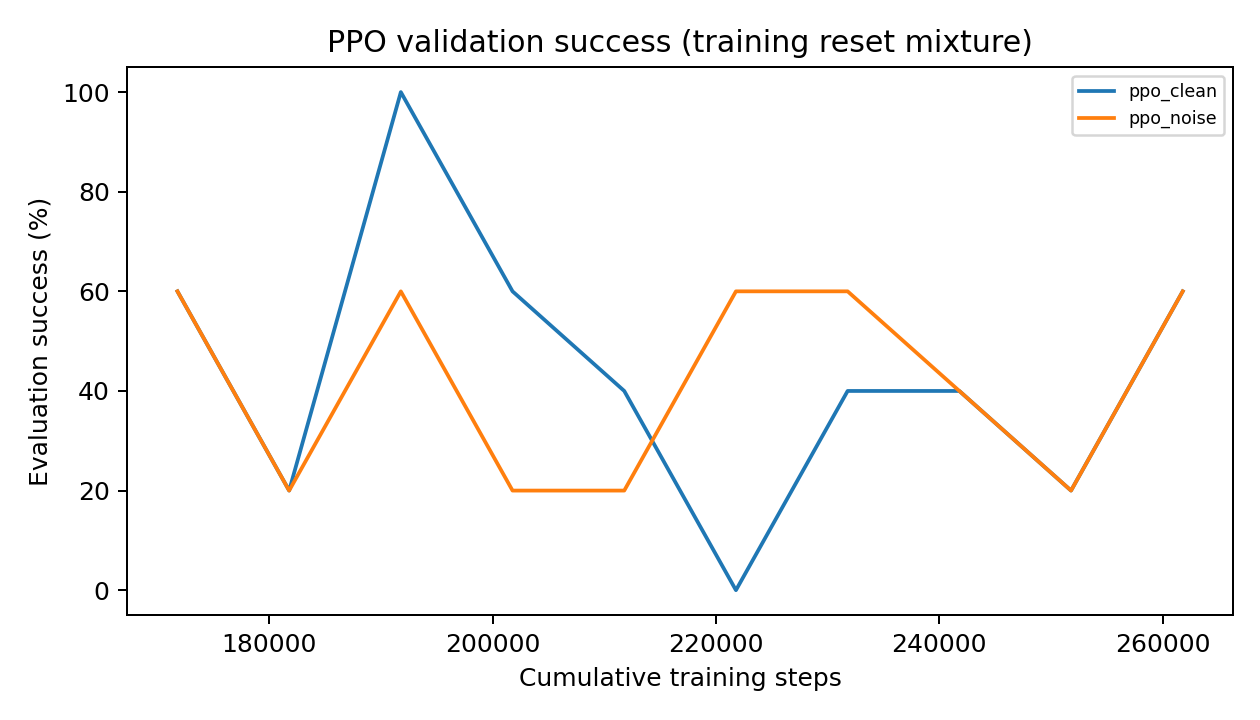 PPO validation success (training reset mixture)
ppo_clean
ppo_noise
Evaluation success (%)
100
80
60
40
20
0
180000 200000 220000 240000 260000
Cumulative training steps